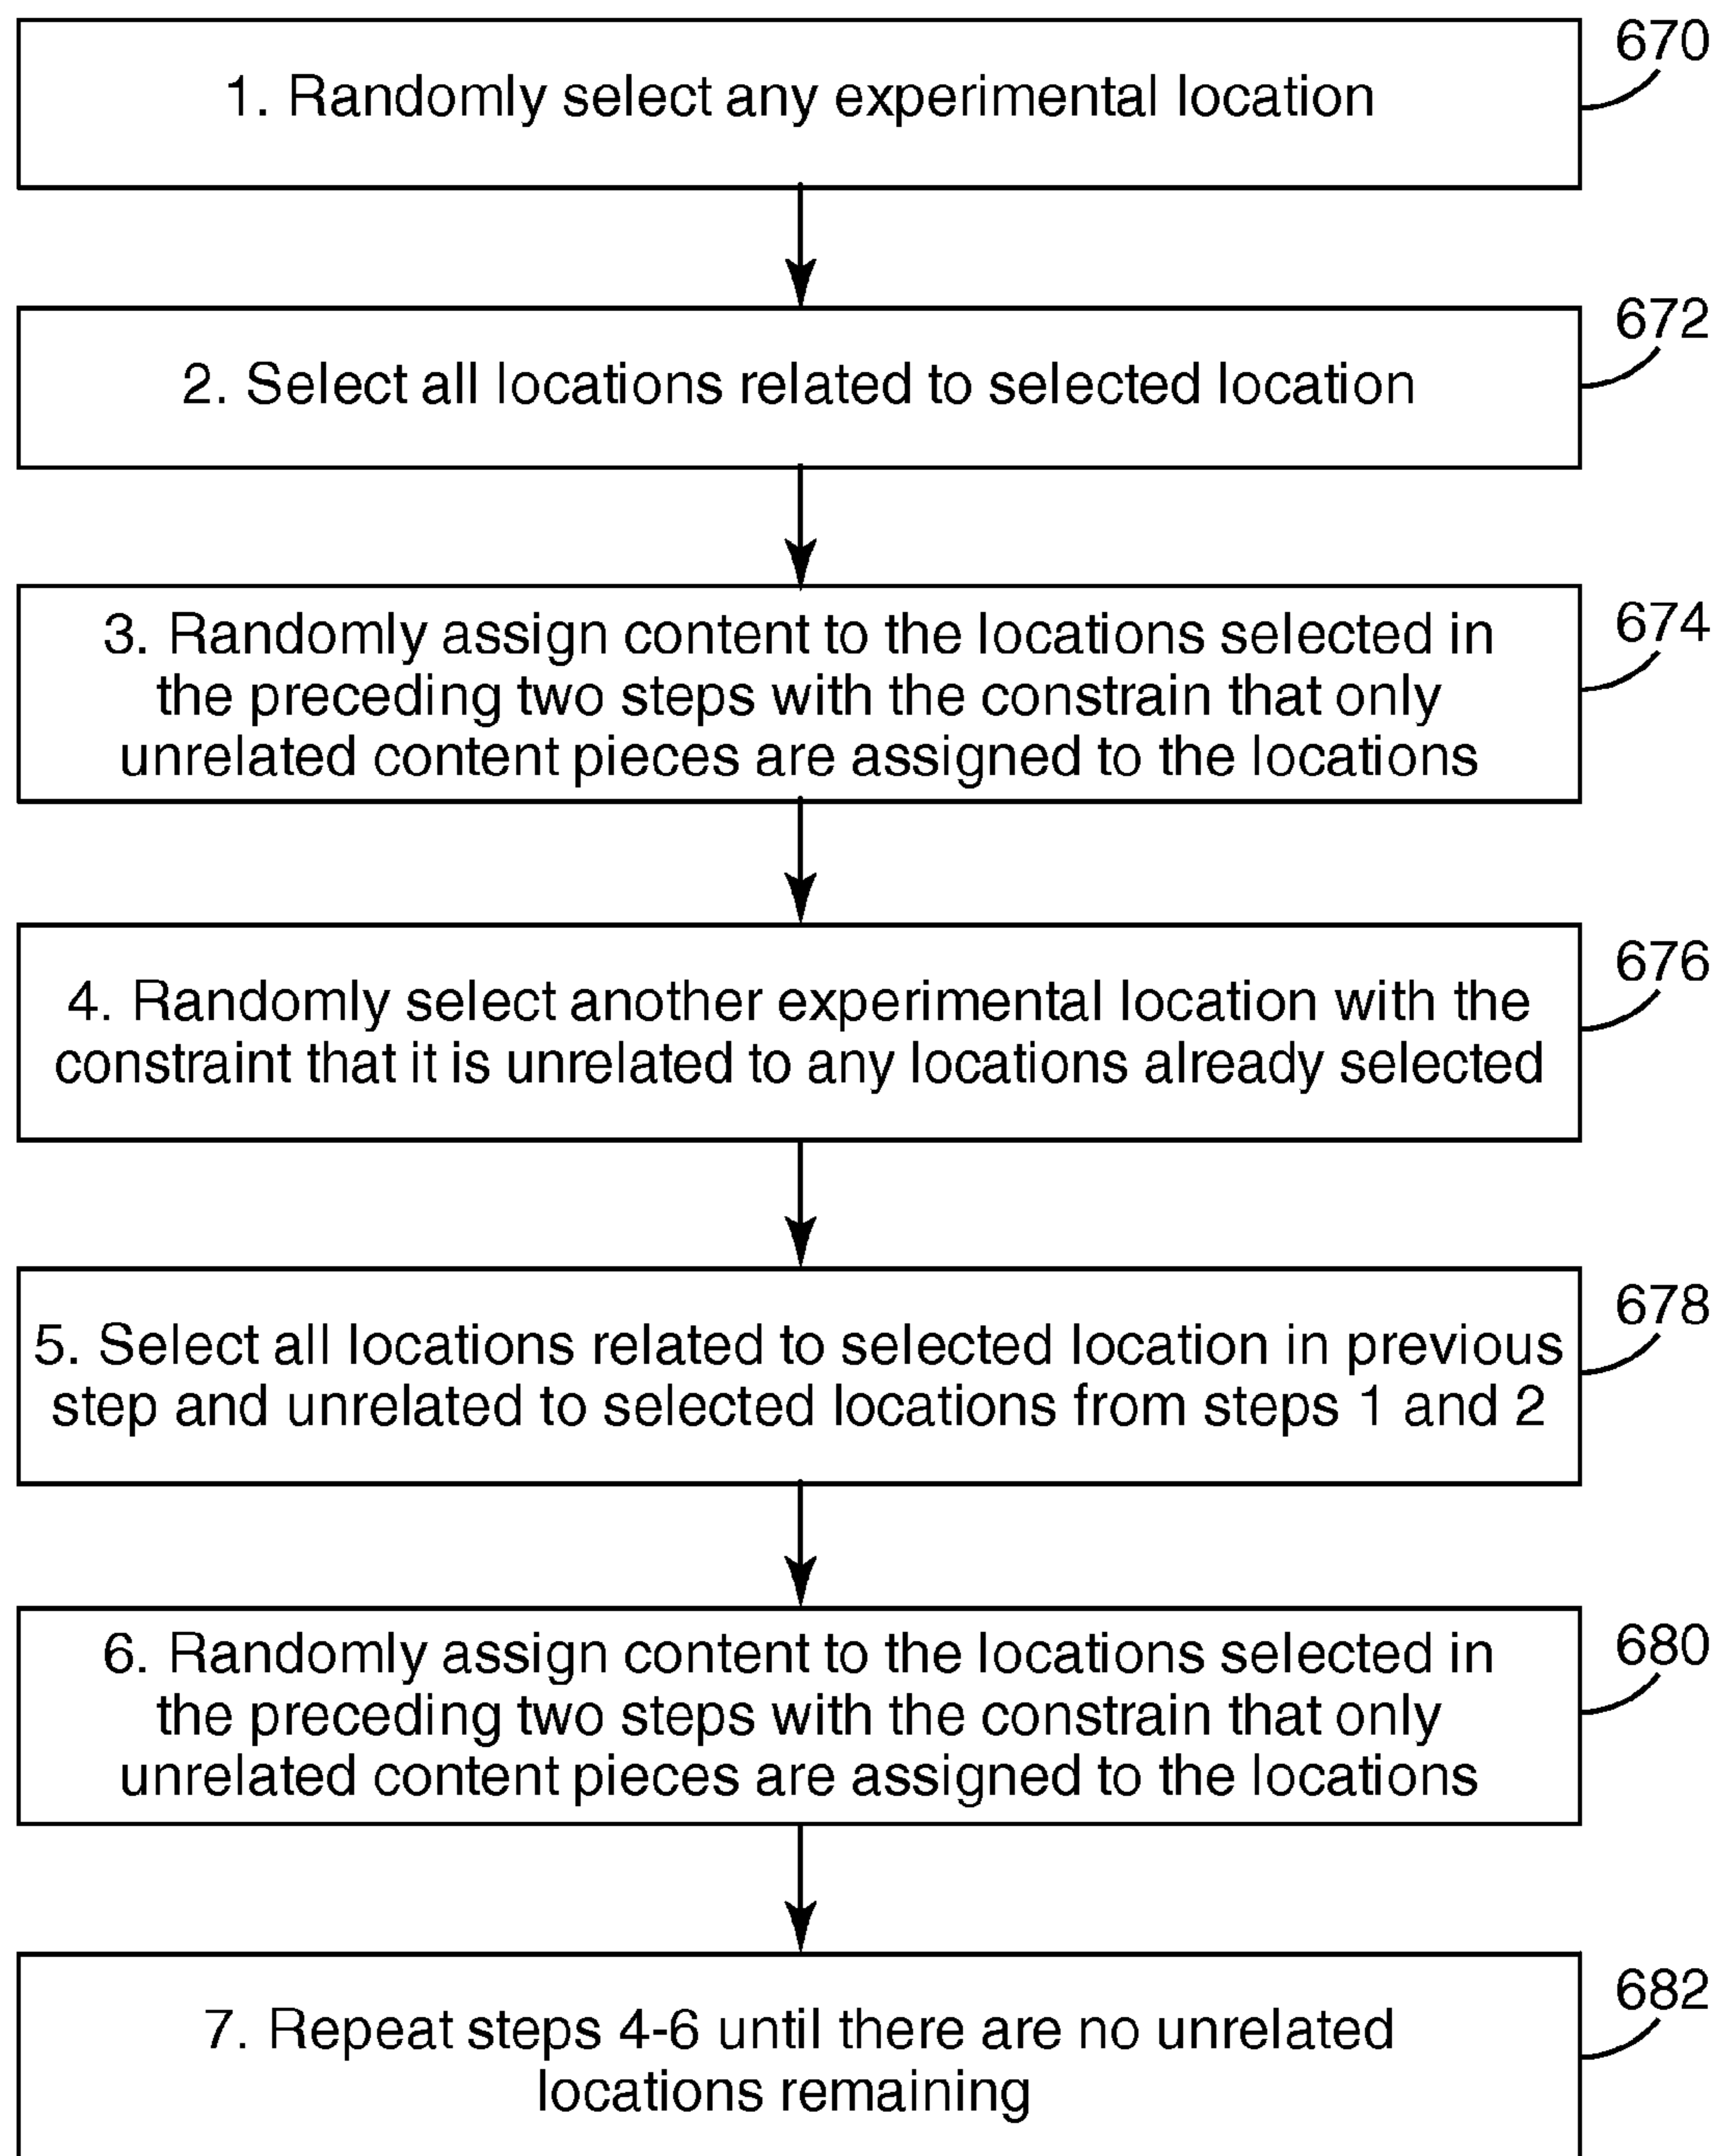 670
1. Randomly select any experimental location
672
2. Select all locations related to selected location
674
3. Randomly assign content to the locations selected in
the preceding two steps with the constrain that only
unrelated content pieces are assigned to the locations
676
4. Randomly select another experimental location with the
constraint that it is unrelated to any locations already selected
678
5. Select all locations related to selected location in previous
step and unrelated to selected locations from steps 1 and 2
680
6. Randomly assign content to the locations selected in
the preceding two steps with the constrain that only
unrelated content pieces are assigned to the locations
682
7. Repeat steps 4-6 until there are no unrelated
locations remaining